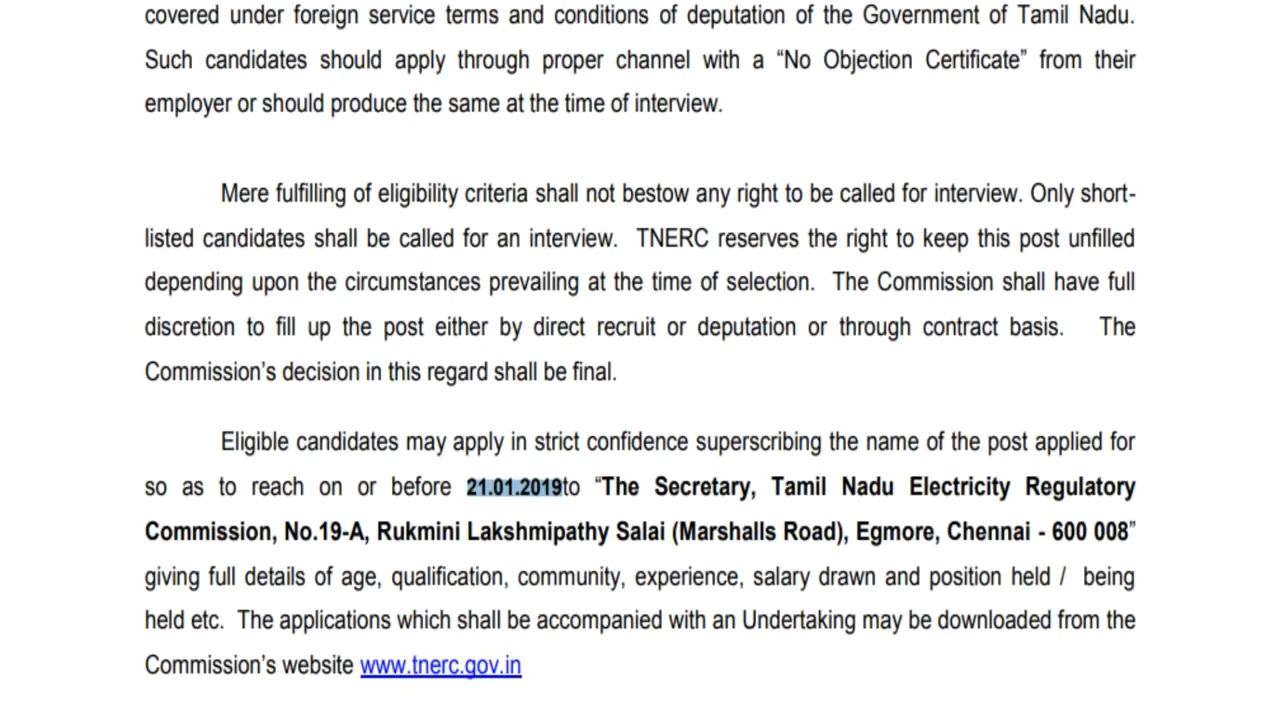 covered under foreign service terms and conditions of deputation of the Government of Tamil Nadu.
Such candidates should apply through proper channel with a “No Objection Certificate” from their
employer or should produce the same at the time of interview.
Mere fulfilling of eligibility criteria shall not bestow any right to be called for interview. Only short-
listed candidates shall be called for an interview. TNERC reserves the right to keep this post unfilled
depending upon the circumstances prevailing at the time of selection. The Commission shall have full
discretion to fill up the post either by direct recruit or deputation or through contract basis. The
Commission’s decision in this regard shall be final.
Eligible candidates may apply in strict confidence superscribing the name of the post applied for
so as to reach on or before 21.01.2019to “The Secretary, Tamil Nadu Electricity Regulatory
Commission, No.19-A, Rukmini Lakshmipathy Salai (Marshalls Road), Egmore, Chennai - 600 008”
giving full details of age, qualification, community, experience, salary drawn and position held / being
held etc. The applications which shall be accompanied with an Undertaking may be downloaded from the
Commission’s website www.tnerc.gov.in